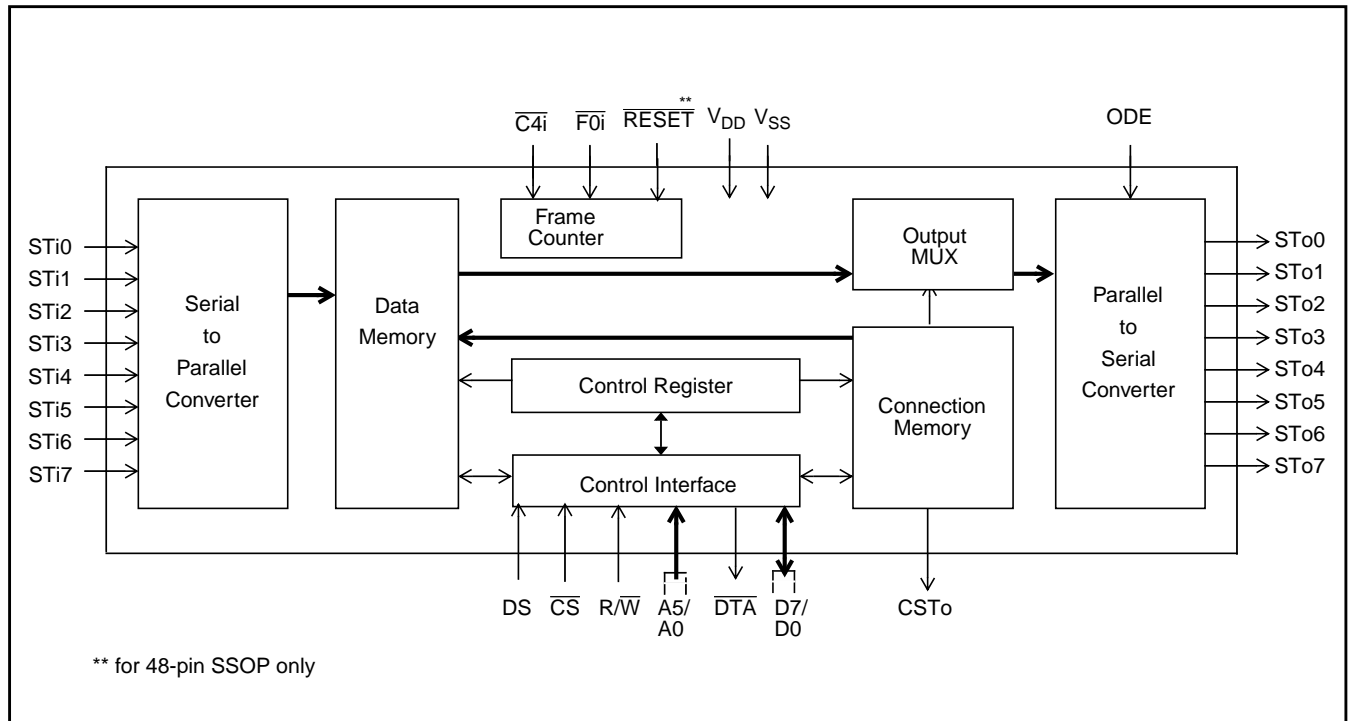 **
C4i F0i RESET VDD VSS ODE
STi0
STi1
STi2
STi3
STi4
STi5
STi6
STi7
Serial
to
Parallel
Converter
Data
Memory
Frame
Counter
Control Register
Control Interface
Output
MUX
Connection
Memory
Parallel
to
Serial
Converter
STo0
STo1
STo2
STo3
STo4
STo5
STo6
STo7
DS CS R/W A5/ DTA D7/ CSTo
A0 D0
** for 48-pin SSOP only